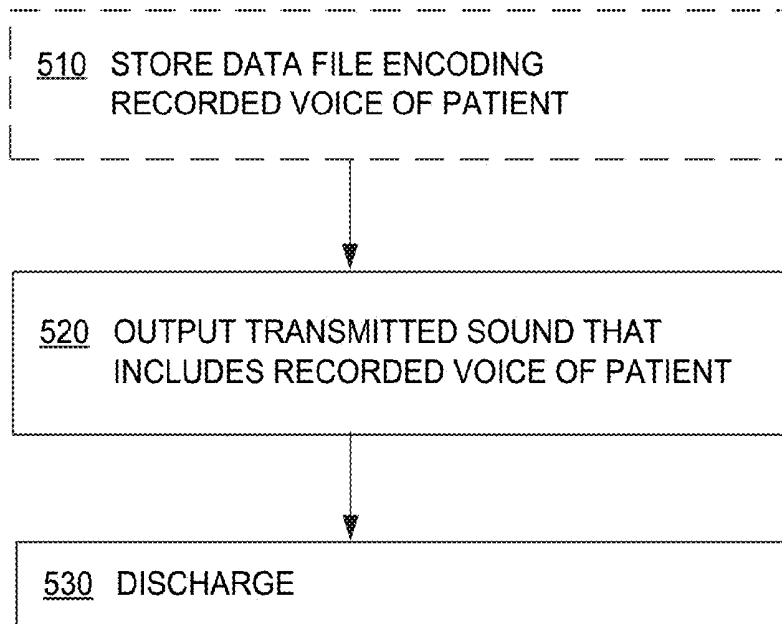 510 STORE DATA FILE ENCODING
RECORDED VOICE OF PATIENT
520 OUTPUT TRANSMITTED SOUND THAT
INCLUDES RECORDED VOICE OF PATIENT
530 DISCHARGE